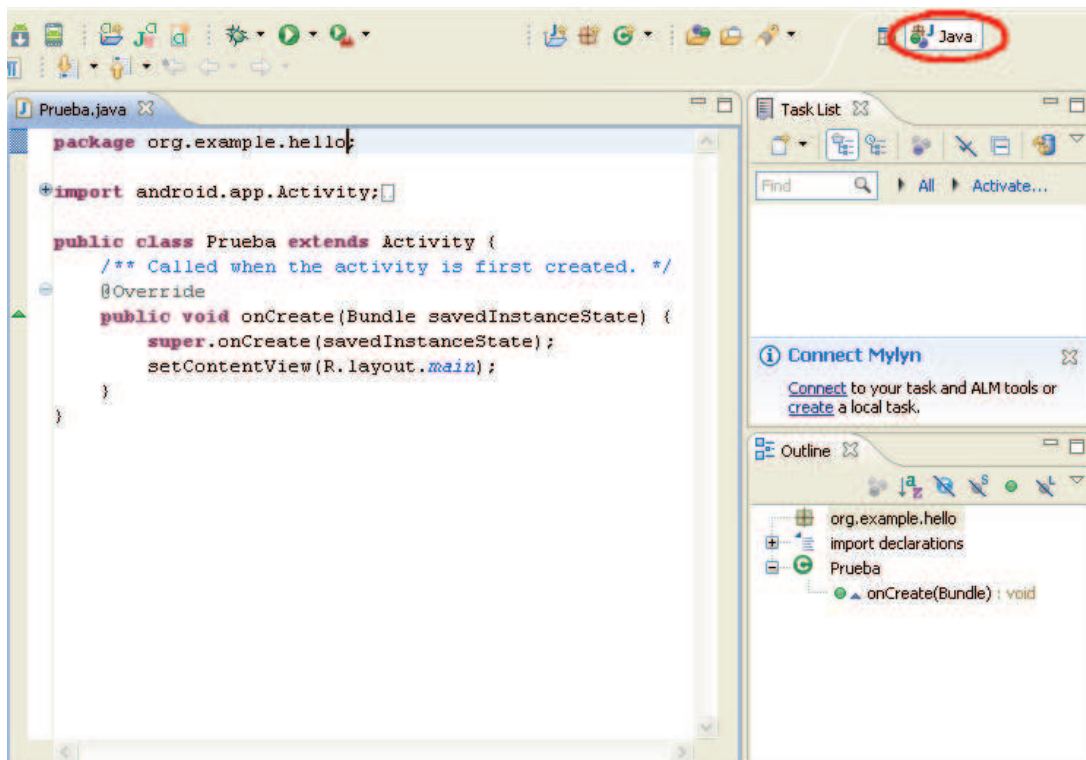 Java
Prueba.java
package org.example.hello;
import android.app.Activity;
public class Prueba extends Activity {
/** Called when the activity is first created. */
@Override
public void onCreate(Bundle savedInstanceState) {
super.onCreate(savedInstanceState);
setContentView(R.layout.main);
}
}
Task List
Find All Activate...
Connect Mylyn
Connect to your task and ALM tools or
create a local task.
Outline
org.example.hello
import declarations
Prueba
onCreate(Bundle) : void